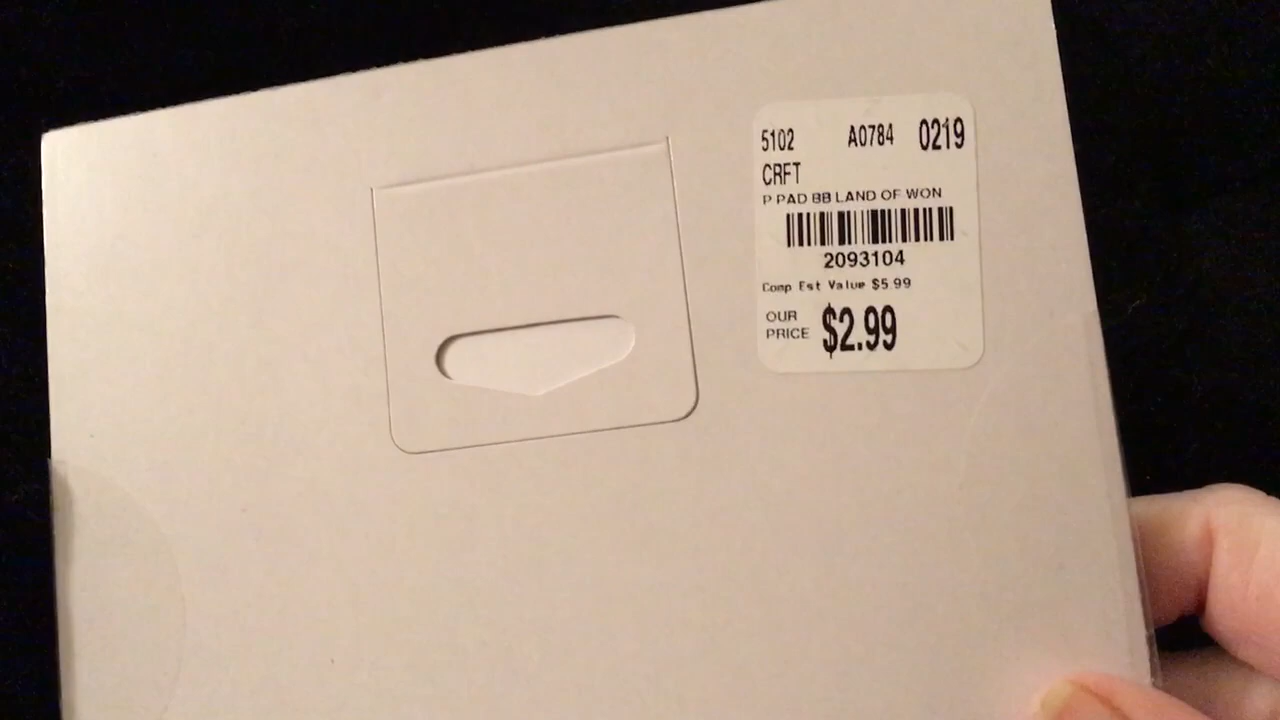 5102 A0784 0219
CRFT
P PAD BB LAND OF WON
2093104
Comp Est Value $5.99
OUR PRICE $2.99